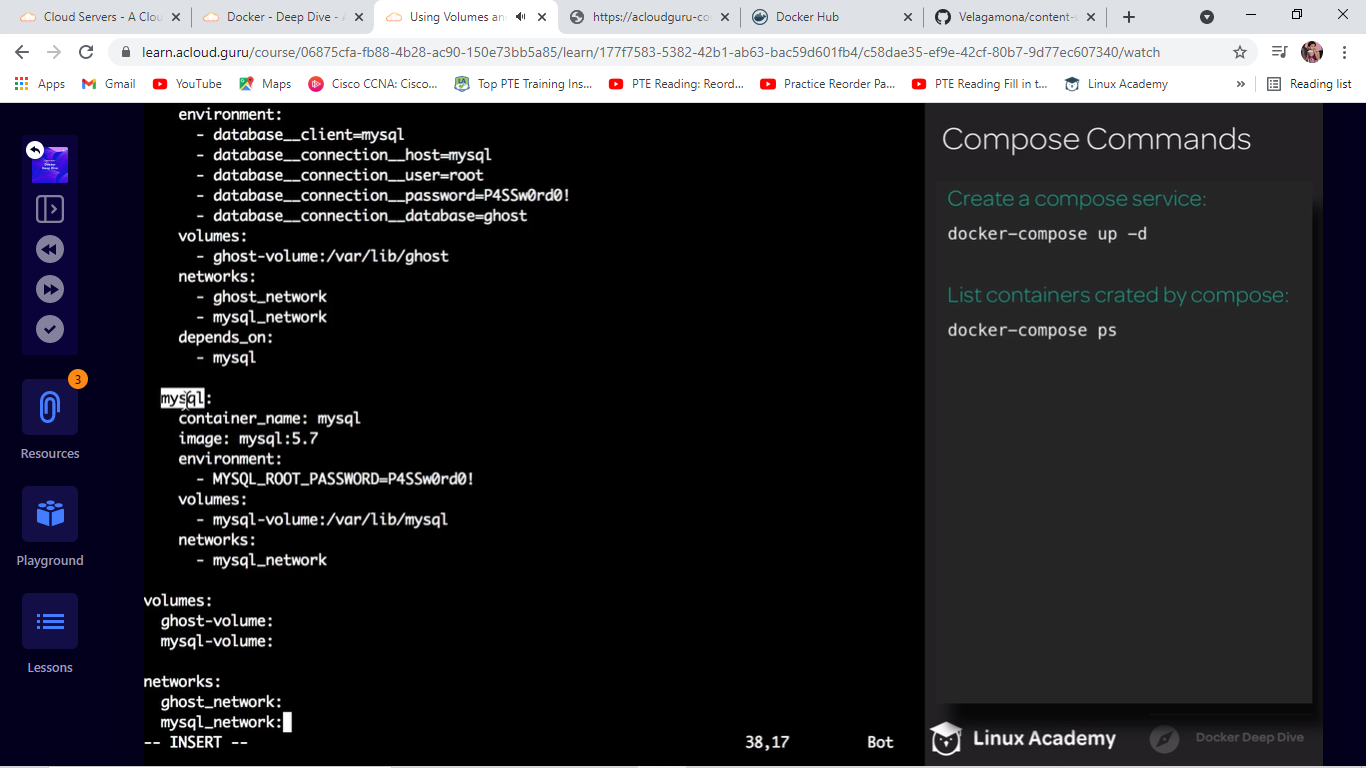 Cloud Servers - A Clou
Docker - Deep Dive - A
Using Volumes an
https://acloudguru-co
Docker Hub
Velagamona/content-
learn.acloud.guru/course/06875cfa-fb88-4b28-ac90-150e73bb5a85/learn/177f7583-5382-42b1-ab63-bac59d601fb4/c58dae35-ef9e-42cf-80b7-9d77ec607340/watch
Apps
Gmail
YouTube
Maps
Cisco CCNA: Cisco...
Top PTE Training Ins...
PTE Reading: Reord...
Practice Reorder Pa...
PTE Reading Fill in t...
Linux Academy
»
Reading list
3
Resources
Playground
Lessons
environment:
- database__client=mysql
- database__connection__host=mysql
- database__connection__user=root
- database__connection__password=P4SSw0rd0!
- database__connection__database=ghost
volumes:
- ghost-volume:/var/lib/ghost
networks:
- ghost_network
- mysql_network
depends_on:
- mysql
mysql:
container_name: mysql
image: mysql:5.7
environment:
- MYSQL_ROOT_PASSWORD=P4SSw0rd0!
volumes:
- mysql-volume:/var/lib/mysql
networks:
- mysql_network
volumes:
ghost-volume:
mysql-volume:
networks:
ghost_network:
mysql_network:
-- INSERT --
38,17
Bot
Compose Commands
Create a compose service:
docker-compose up -d
List containers crated by compose:
docker-compose ps
Linux Academy
Docker Deep Dive